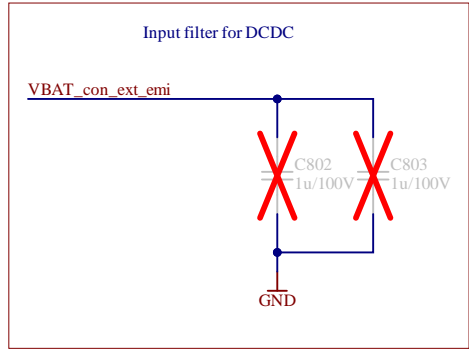 Input filter for DCDC
VBAT_con_ext_emi
C802
1u/100V
C803
1u/100V
GND